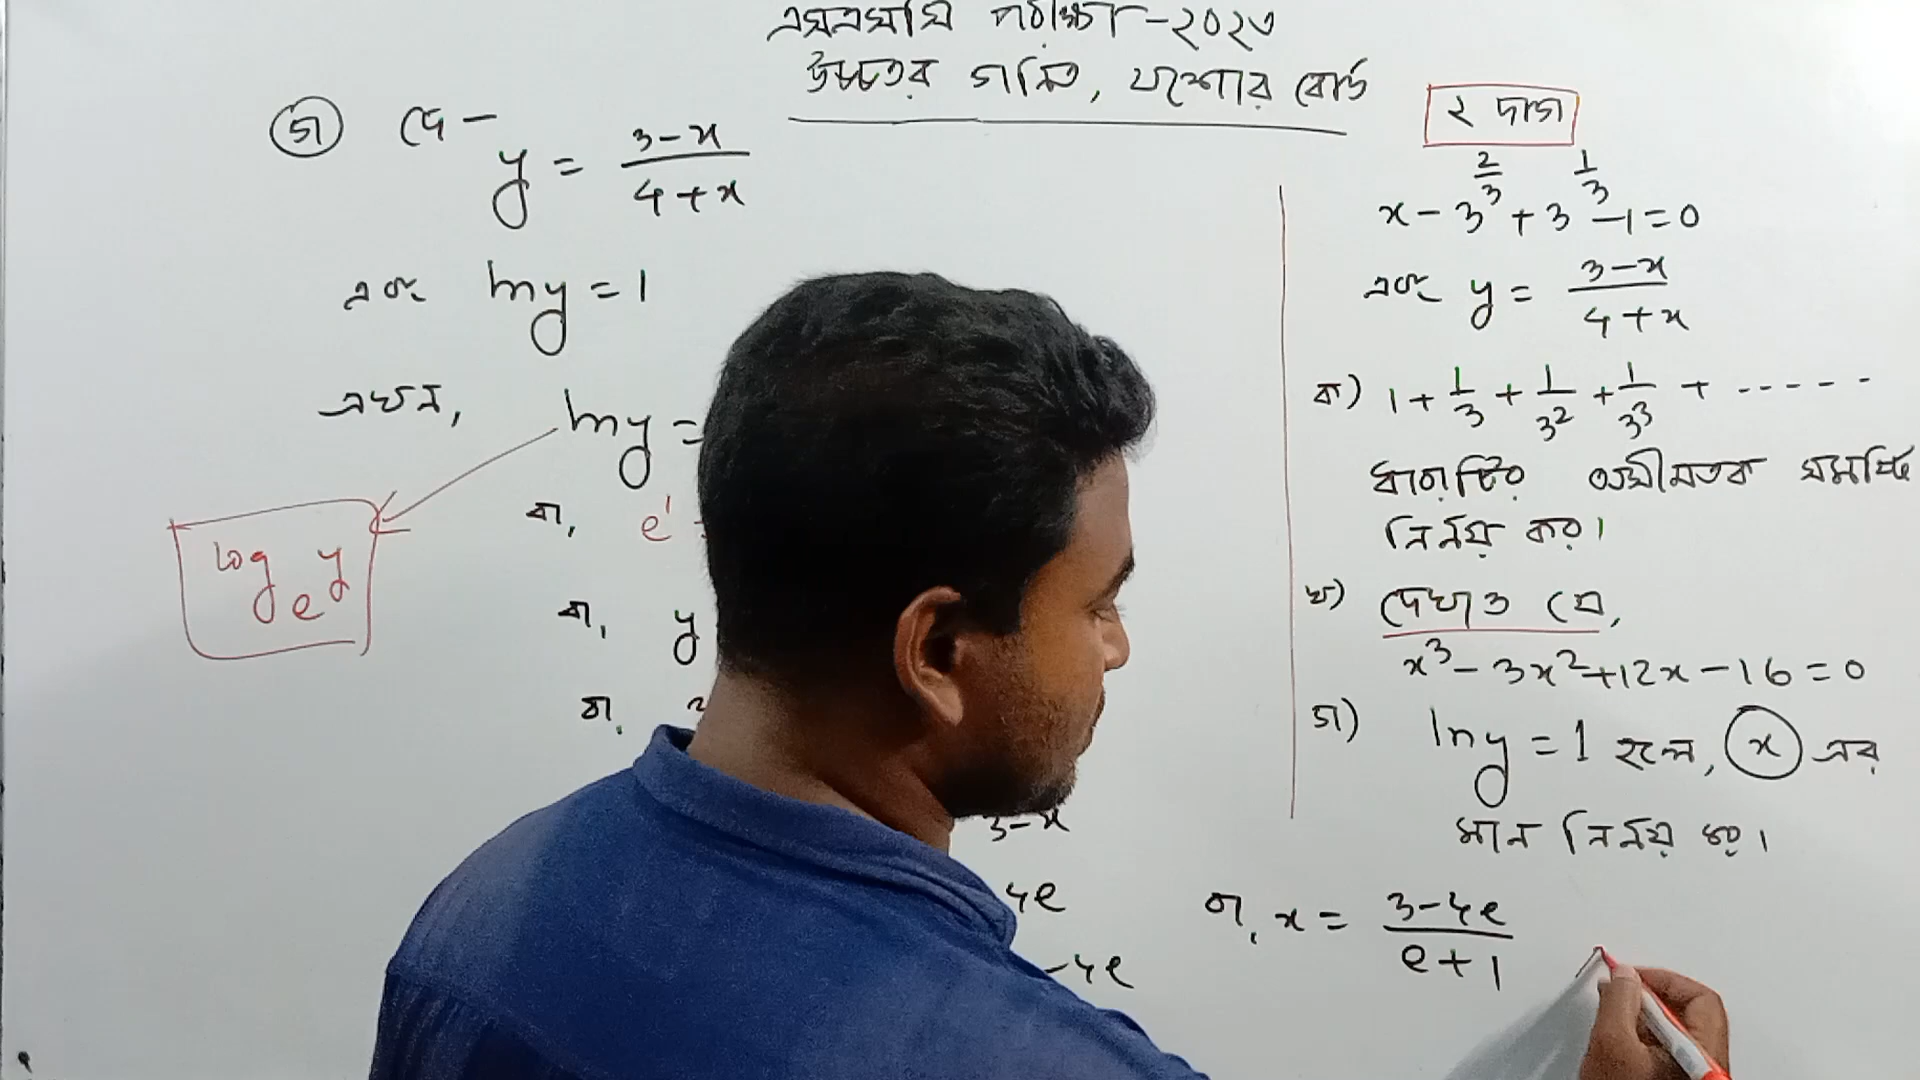 এসএসসি পরীক্ষা-২০২৩
উচ্চতর গণিত, যশোর বোর্ড
গ দে-
y = (3-x)/(4+x)
এবং lny = 1
এখন, lny =
log_e y
বা, e¹
বা, y
বা,
3-x
4e
-4e
বা, x = (3-4e)/(e+1)
২ দাগ
x - 3^(2/3) + 3^(1/3) - 1 = 0
এবং y = (3-x)/(4+x)
ক) 1 + 1/3 + 1/3² + 1/3³ + -----
ধারাটির অসীমতক সমষ্টি
নির্ণয় কর।
খ) দেখাও যে,
x³ - 3x² + 12x - 16 = 0
গ) lny = 1 হলে, x এর
মান নির্ণয় কর।